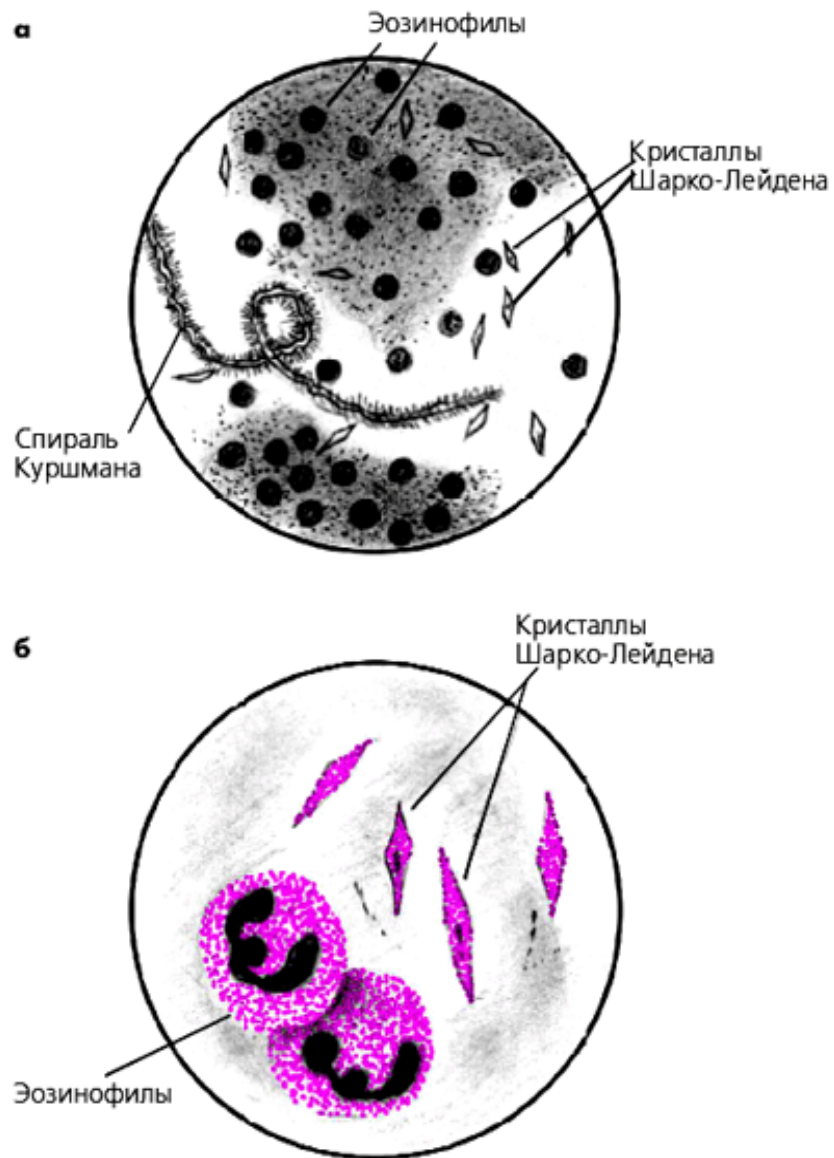 а
Эозинофилы
Кристаллы
Шарко-Лейдена
Спираль
Куршмана
б
Кристаллы
Шарко-Лейдена
Эозинофилы